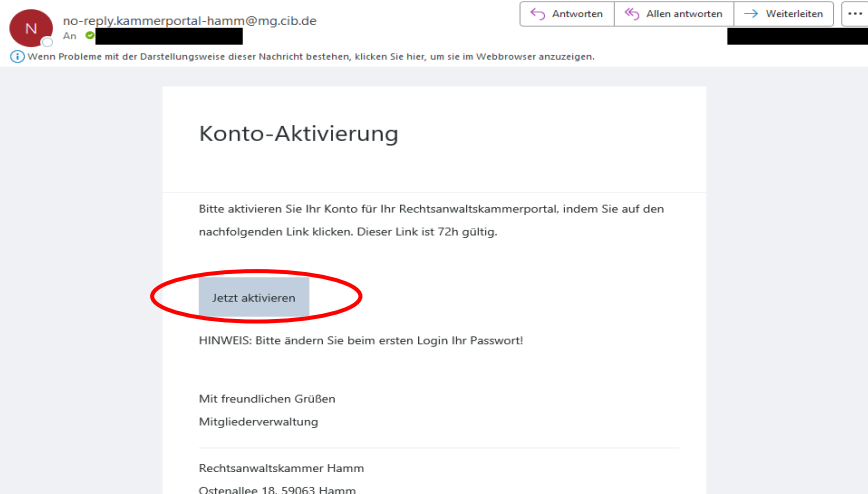 N
no-reply.kammerportal-hamm@mg.cib.de
An
Antworten
Allen antworten
Weiterleiten
Wenn Probleme mit der Darstellungsweise dieser Nachricht bestehen, klicken Sie hier, um sie im Webbrowser anzuzeigen.
Konto-Aktivierung
Bitte aktivieren Sie Ihr Konto für Ihr Rechtsanwaltskammerportal, indem Sie auf den
nachfolgenden Link klicken. Dieser Link ist 72h gültig.
Jetzt aktivieren
HINWEIS: Bitte ändern Sie beim ersten Login Ihr Passwort!
Mit freundlichen Grüßen
Mitgliederverwaltung
Rechtsanwaltskammer Hamm
Ostenallee 18, 59063 Hamm